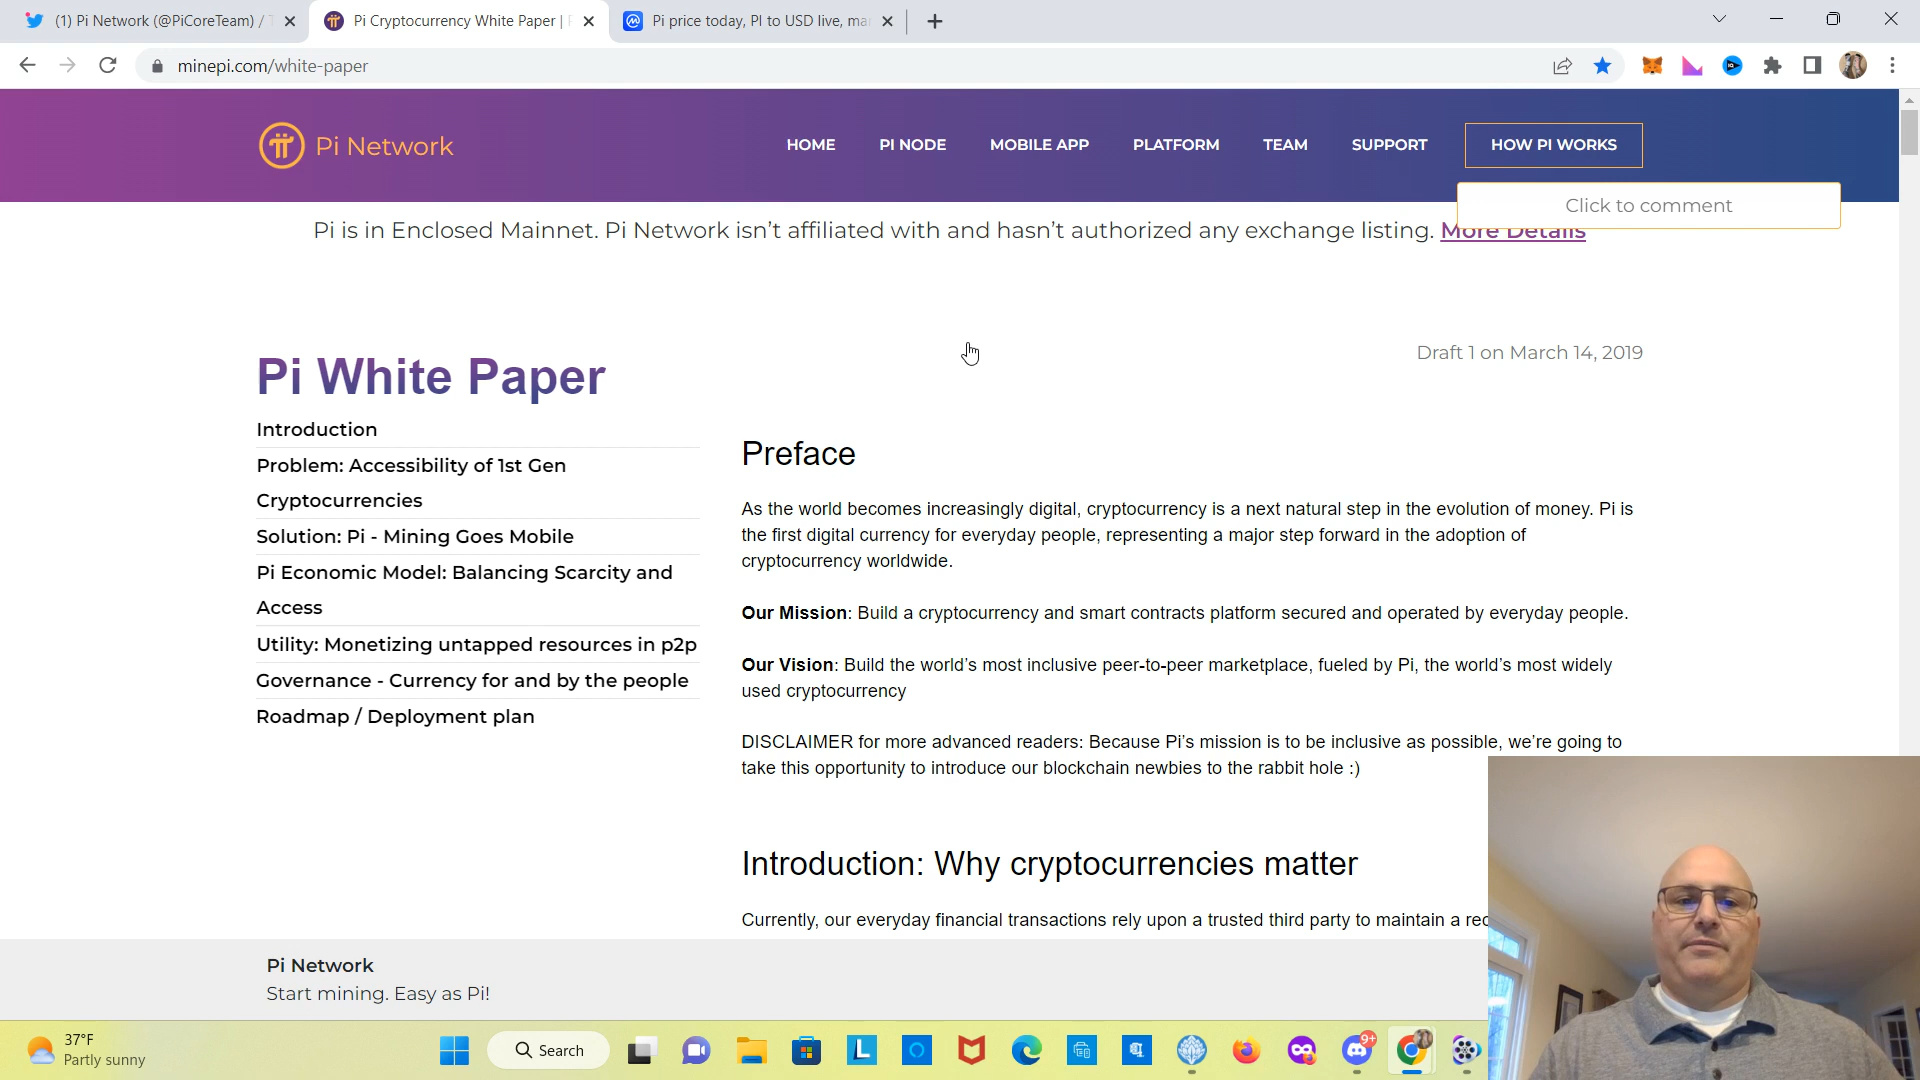 (1) Pi Network (@PiCoreTeam) / T
Pi Cryptocurrency White Paper |
Pi price today, PI to USD live, ma
minepi.com/white-paper
Pi Network
HOME
PI NODE
MOBILE APP
PLATFORM
TEAM
SUPPORT
HOW PI WORKS
Click to comment
Pi is in Enclosed Mainnet. Pi Network isn't affiliated with and hasn't authorized any exchange listing. More Details
Pi White Paper
Draft 1 on March 14, 2019
Introduction
Problem: Accessibility of 1st Gen
Cryptocurrencies
Solution: Pi - Mining Goes Mobile
Pi Economic Model: Balancing Scarcity and
Access
Utility: Monetizing untapped resources in p2p
Governance - Currency for and by the people
Roadmap / Deployment plan
Preface
As the world becomes increasingly digital, cryptocurrency is a next natural step in the evolution of money. Pi is
the first digital currency for everyday people, representing a major step forward in the adoption of
cryptocurrency worldwide.
Our Mission: Build a cryptocurrency and smart contracts platform secured and operated by everyday people.
Our Vision: Build the world's most inclusive peer-to-peer marketplace, fueled by Pi, the world's most widely
used cryptocurrency
DISCLAIMER for more advanced readers: Because Pi's mission is to be inclusive as possible, we're going to
take this opportunity to introduce our blockchain newbies to the rabbit hole :)
Introduction: Why cryptocurrencies matter
Currently, our everyday financial transactions rely upon a trusted third party to maintain a rec
Pi Network
Start mining. Easy as Pi!
37°F
Partly sunny
Search
L
9+